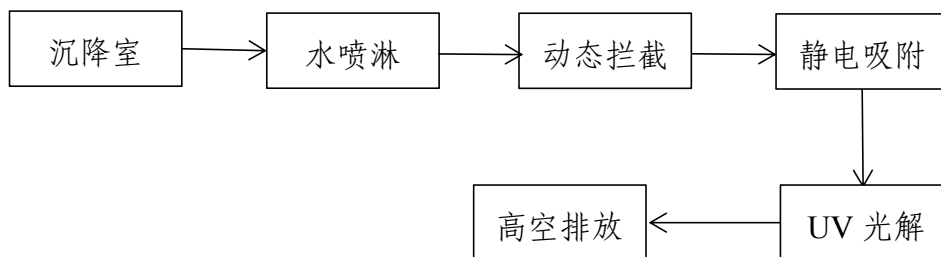 沉降室
水喷淋
动态拦截
静电吸附
UV 光解
高空排放